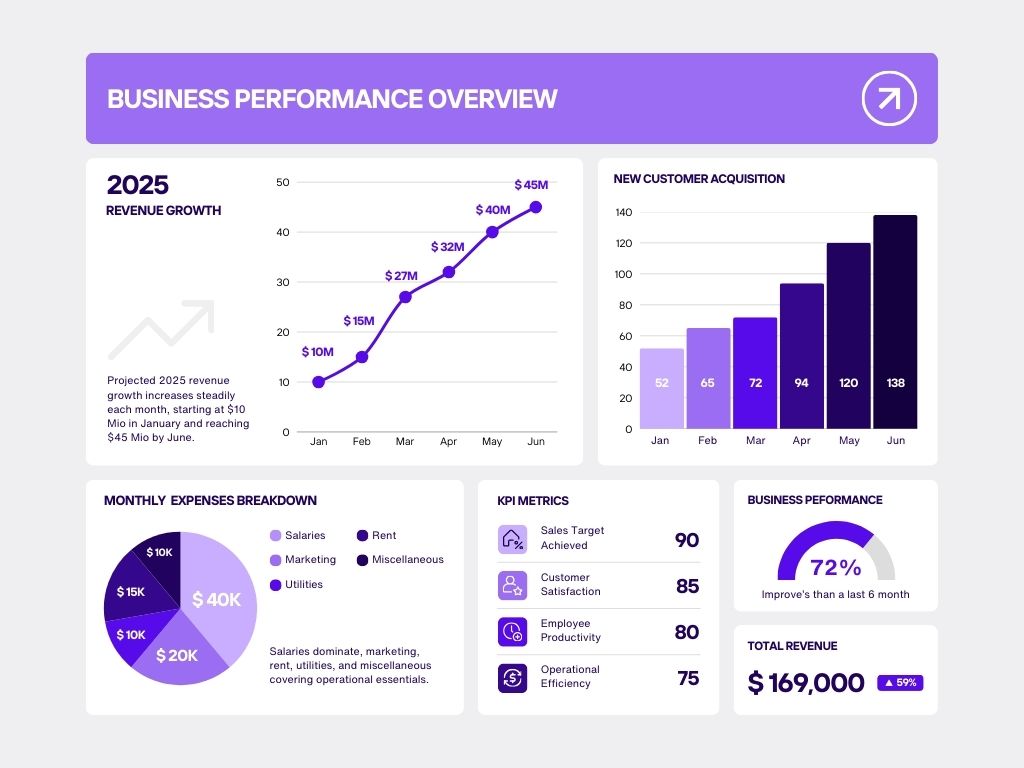 BUSINESS PERFORMANCE OVERVIEW
2025
REVENUE GROWTH
Projected 2025 revenue
growth increases steadily
each month, starting at $10
Mio in January and reaching
$45 Mio by June.
50
40
30
20
10
0
$ 10M
$ 15M
$ 27M
$ 32M
$ 40M
$ 45M
Jan Feb Mar Apr May Jun
NEW CUSTOMER ACQUISITION
140
120
100
80
60
40
20
0
52 65 72 94 120 138
Jan Feb Mar Apr May Jun
MONTHLY EXPENSES BREAKDOWN
$ 10K
$ 15K
$ 40K
$ 10K
$ 20K
Salaries Rent
Marketing Miscellaneous
Utilities
Salaries dominate, marketing,
rent, utilities, and miscellaneous
covering operational essentials.
KPI METRICS
Sales Target
Achieved
90
Customer
Satisfaction
85
Employee
Productivity
80
Operational
Efficiency
75
BUSINESS PEFORMANCE
72%
Improve's than a last 6 month
TOTAL REVENUE
$ 169,000 ▲ 59%